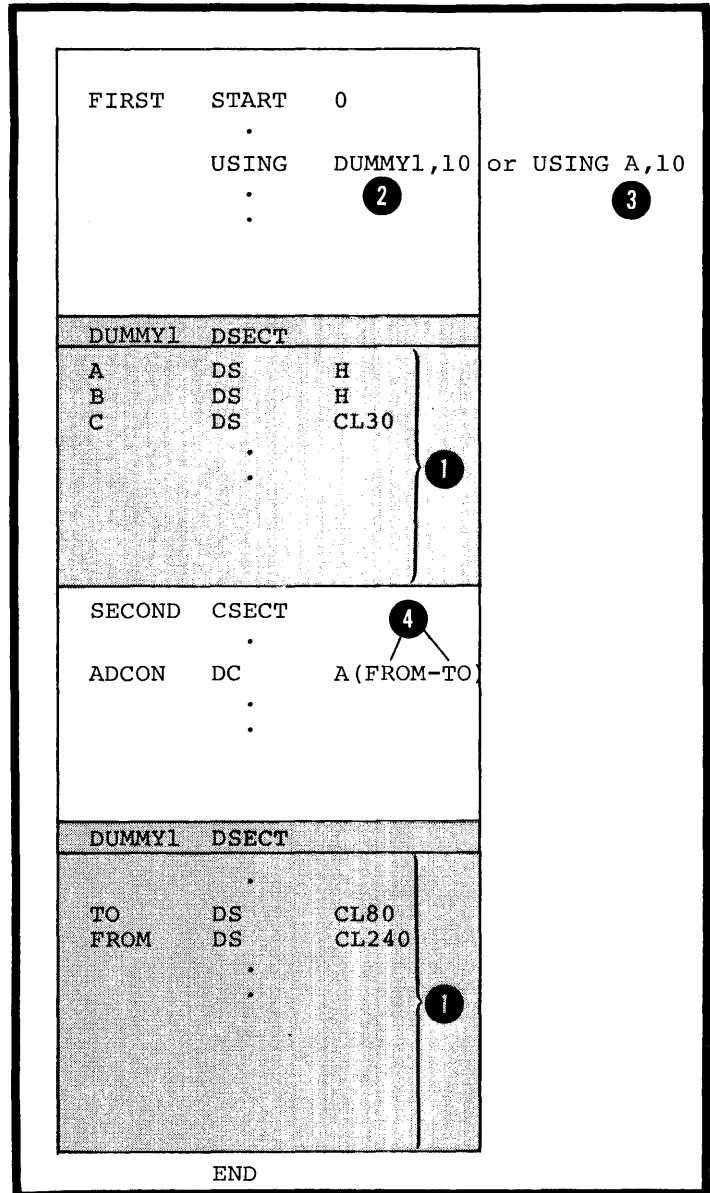 FIRST START 0
.
USING DUMMY1,10 or USING A,10
. 2 3
.
DUMMY1 DSECT
A DS H
B DS H
C DS CL30
.
. 1
SECOND CSECT 4
.
ADCON DC A(FROM-TO)
.
.
DUMMY1 DSECT
.
TO DS CL80
FROM DS CL240
.
. 1
END